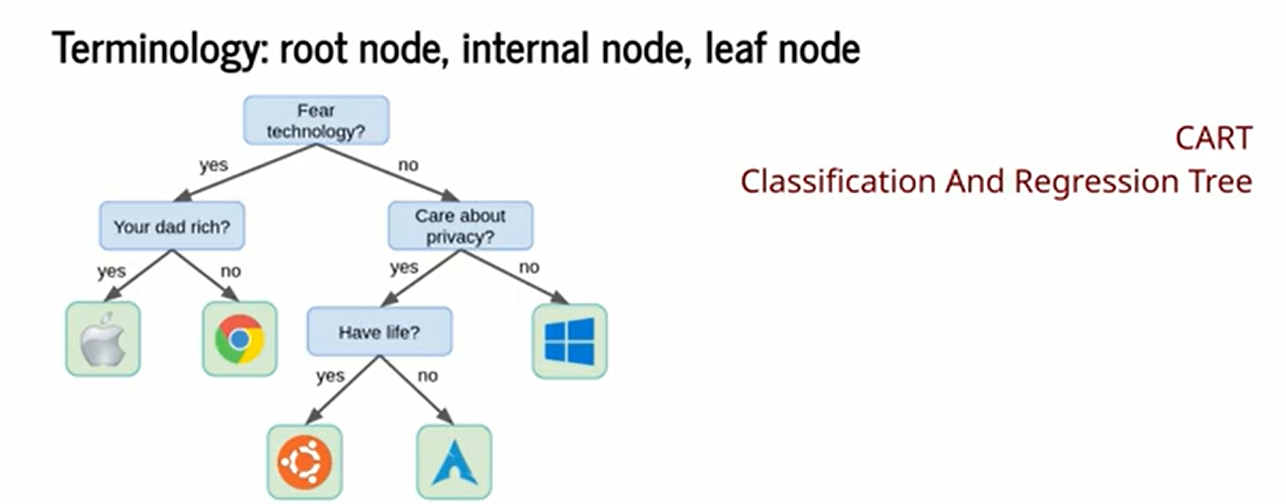 Terminology: root node, internal node, leaf node
Fear
technology?
CART
Classification And Regression Tree
yes
no
Your dad rich?
Care about
privacy?
yes
no
yes
no
Have life?
yes
no